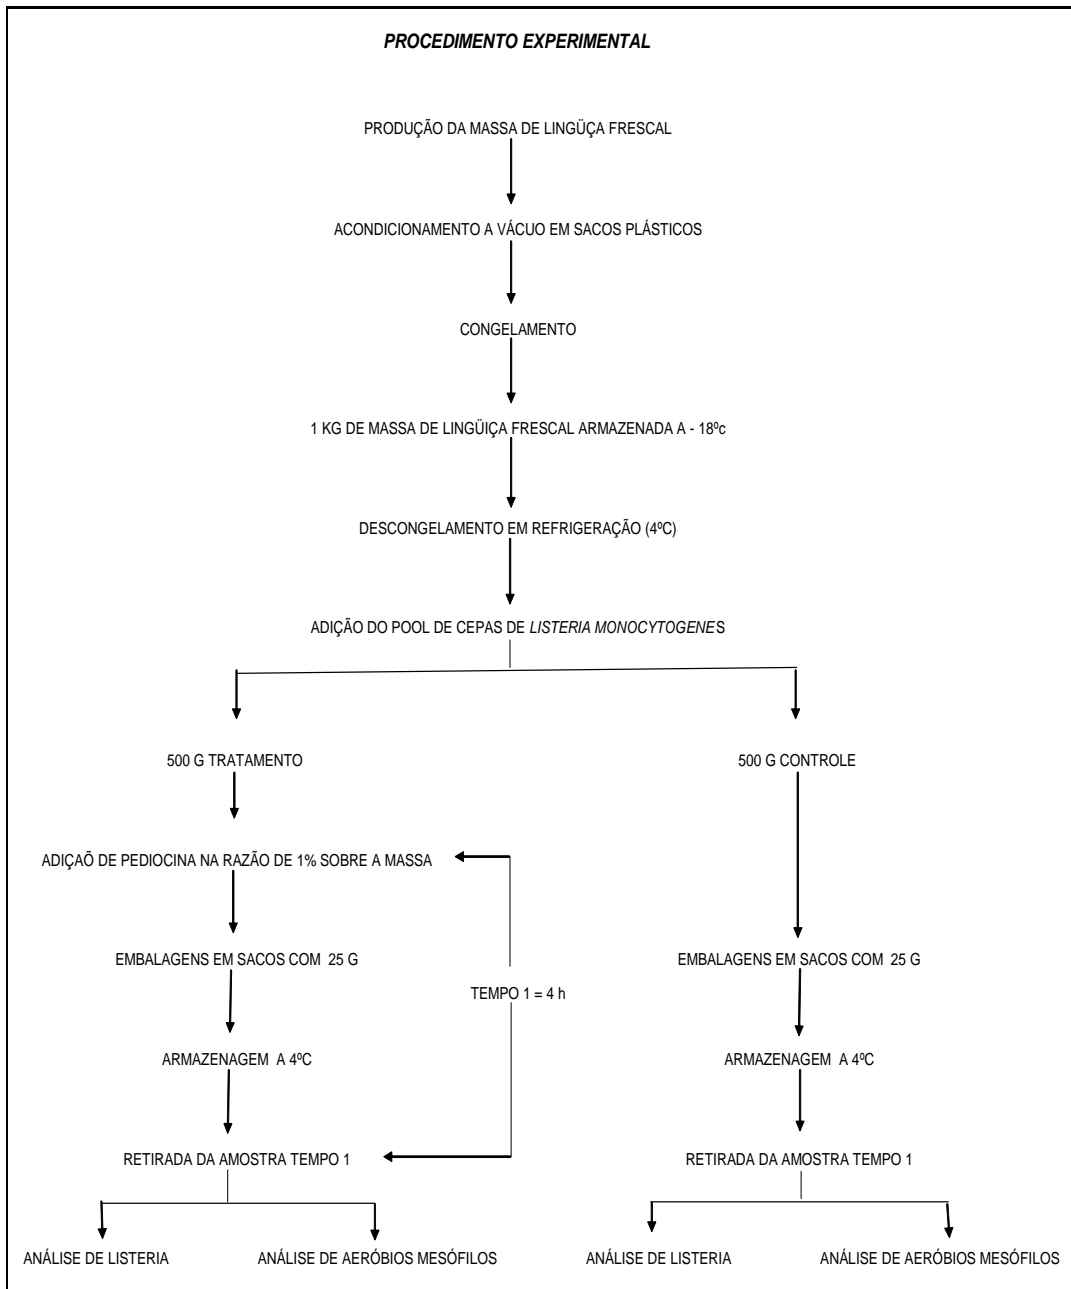 PROCEDIMENTO EXPERIMENTAL
PRODUÇÃO DA MASSA DE LINGÜÇA FRESCAL
ACONDICIONAMENTO A VÁCUO EM SACOS PLÁSTICOS
CONGELAMENTO
1 KG DE MASSA DE LINGÜIÇA FRESCAL ARMAZENADA A - 18ºc
DESCONGELAMENTO EM REFRIGERAÇÃO (4ºC)
ADIÇÃO DO POOL DE CEPAS DE LISTERIA MONOCYTOGENES
500 G TRATAMENTO
500 G CONTROLE
ADIÇAÕ DE PEDIOCINA NA RAZÃO DE 1% SOBRE A MASSA
EMBALAGENS EM SACOS COM 25 G
EMBALAGENS EM SACOS COM 25 G
TEMPO 1 = 4 h
ARMAZENAGEM A 4ºC
ARMAZENAGEM A 4ºC
RETIRADA DA AMOSTRA TEMPO 1
RETIRADA DA AMOSTRA TEMPO 1
ANÁLISE DE LISTERIA
ANÁLISE DE AERÓBIOS MESÓFILOS
ANÁLISE DE LISTERIA
ANÁLISE DE AERÓBIOS MESÓFILOS